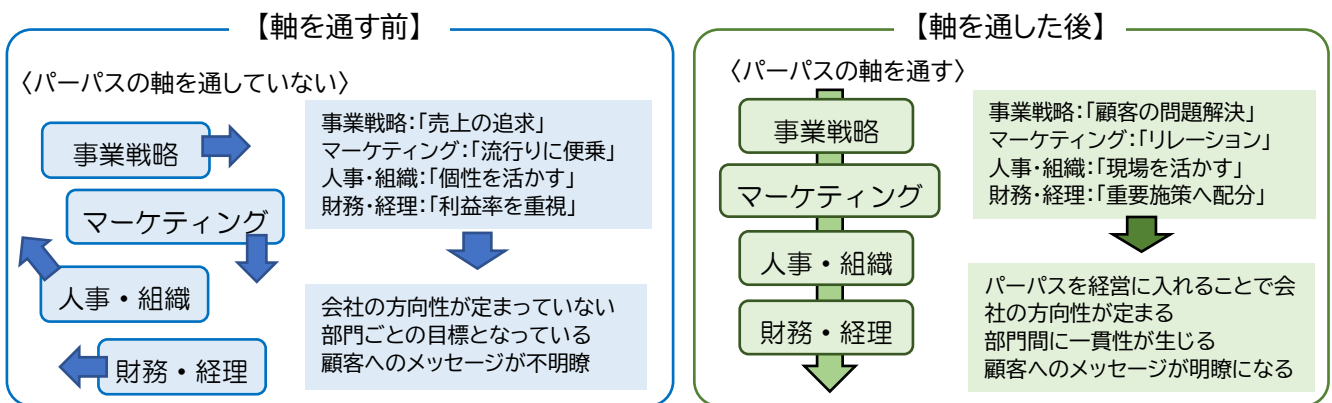 【軸を通す前】
〈パーパスの軸を通していない〉
事業戦略
マーケティング
人事・組織
財務・経理
事業戦略:「売上の追求」
マーケティング:「流行りに便乗」
人事・組織:「個性を活かす」
財務・経理:「利益率を重視」
会社の方向性が定まっていない
部門ごとの目標となっている
顧客へのメッセージが不明瞭
【軸を通した後】
〈パーパスの軸を通す〉
事業戦略
マーケティング
人事・組織
財務・経理
事業戦略:「顧客の問題解決」
マーケティング:「リレーション」
人事・組織:「現場を活かす」
財務・経理:「重要施策へ配分」
パーパスを経営に入れることで会
社の方向性が定まる
部門間に一貫性が生じる
顧客へのメッセージが明瞭になる